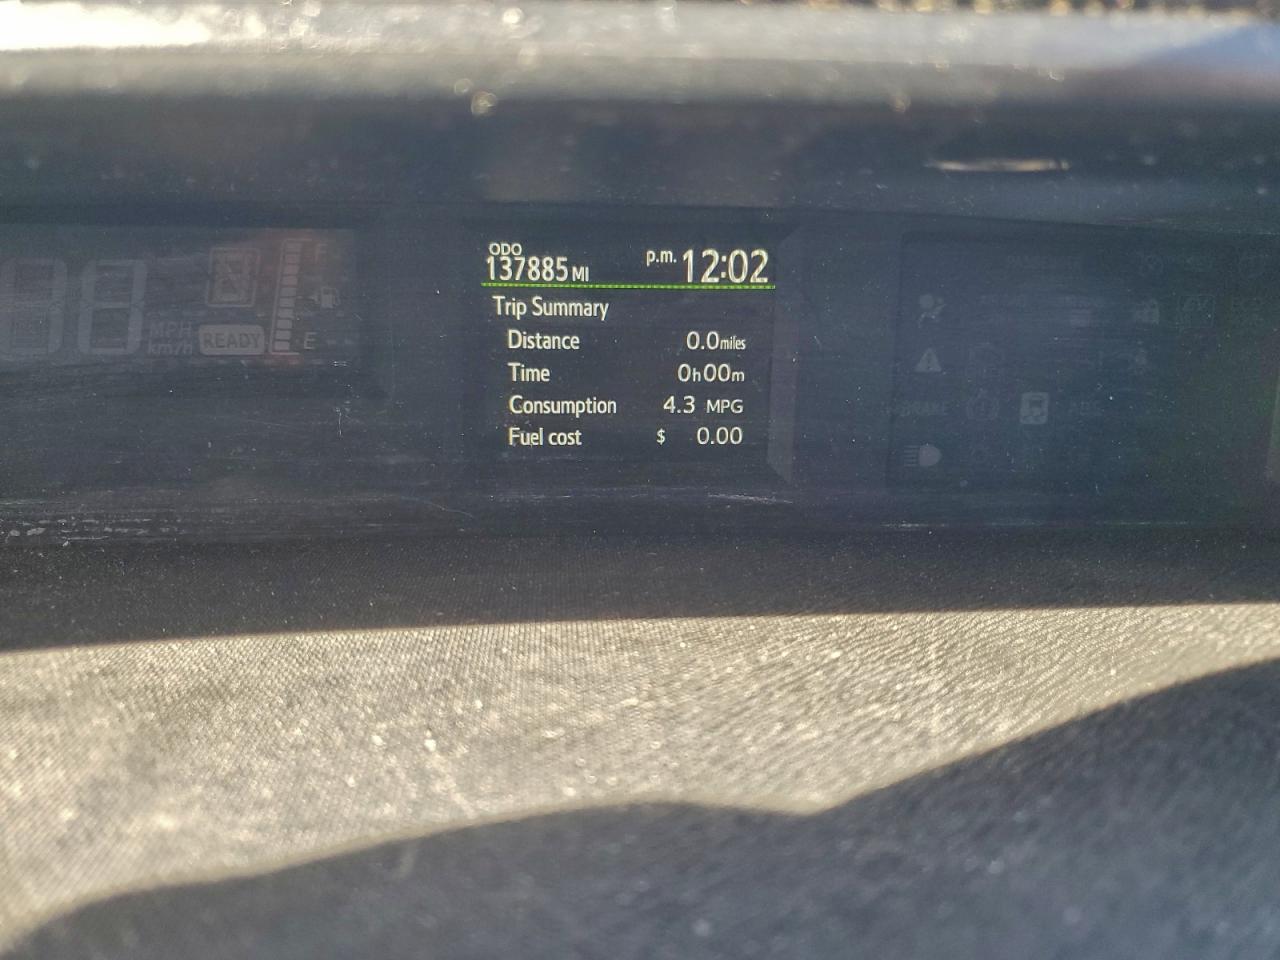 ODO
137885 MI
p.m. 12:02
Trip Summary
Distance 0.0 miles
Time 0h00m
Consumption 4.3 MPG
Fuel cost $ 0.00
88
MPH
km/h
READY
E
BRAKE
ABS